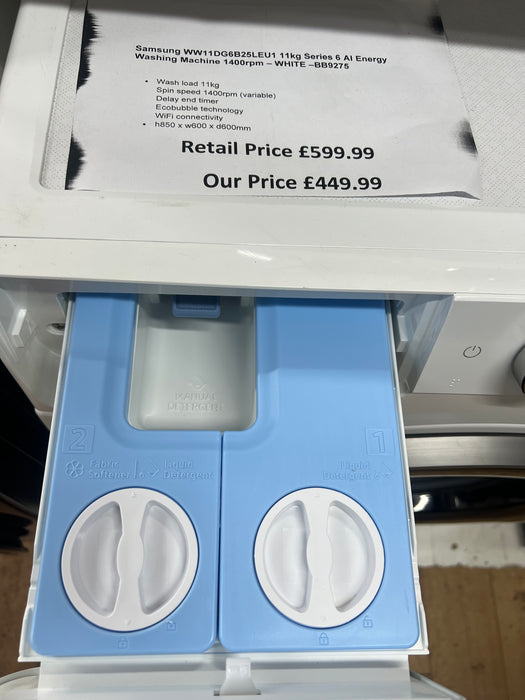 Samsung WW11DG6B25LEU1 11kg Series 6 AI Energy
Washing Machine 1400rpm – WHITE –BB9275
• Wash load 11kg
Spin speed 1400rpm (variable)
Delay end timer
Ecobubble technology
WiFi connectivity
• h850 x w600 x d600mm
Retail Price £599.99
Our Price £449.99
MANUAL
DETERGENT
2
Fabric
Softener
Liquid
Detergent
1
Liquid
Detergent